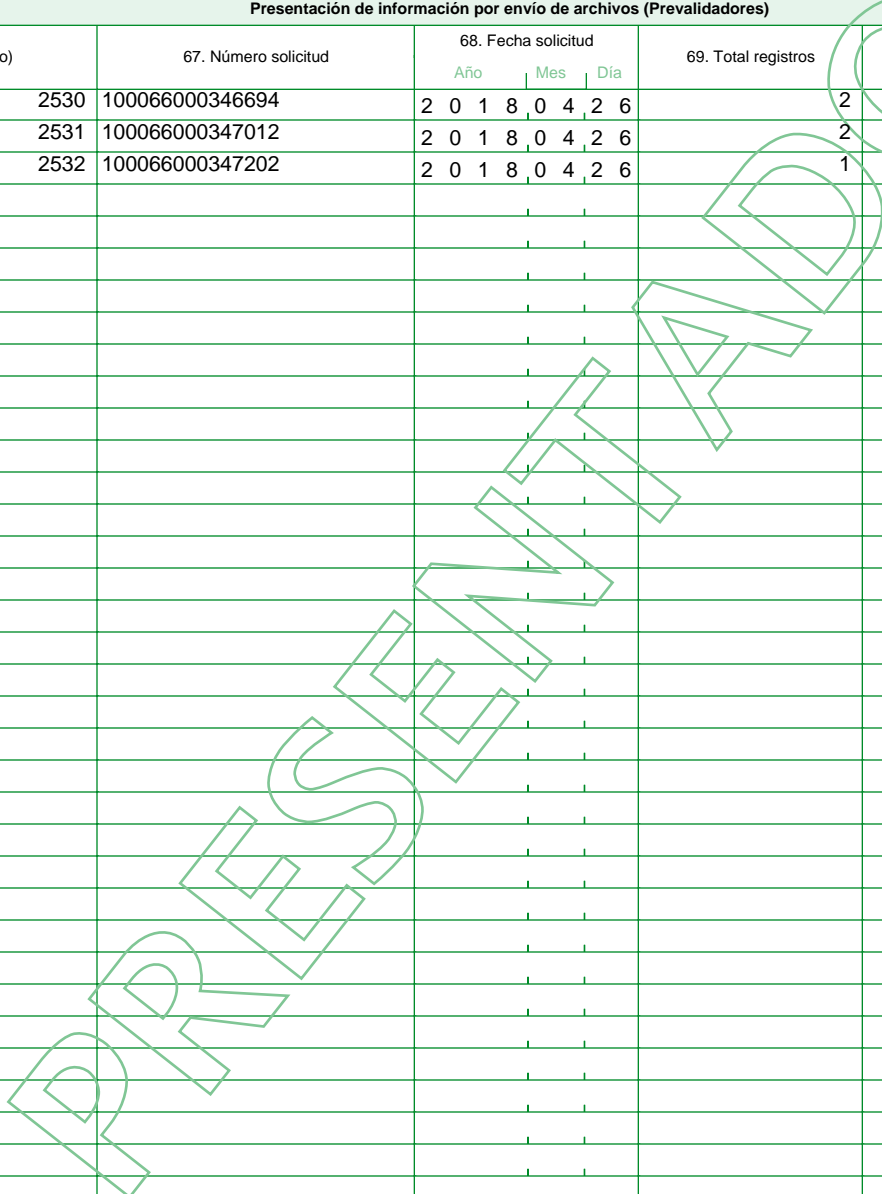 Presentación de información por envío de archivos (Prevalidadores)
o) 67. Número solicitud 68. Fecha solicitud 69. Total registros
Año Mes Día
2530 100066000346694 2 0 1 8 0 4 2 6 2
2531 100066000347012 2 0 1 8 0 4 2 6 2
2532 100066000347202 2 0 1 8 0 4 2 6 1
PRESENTADO